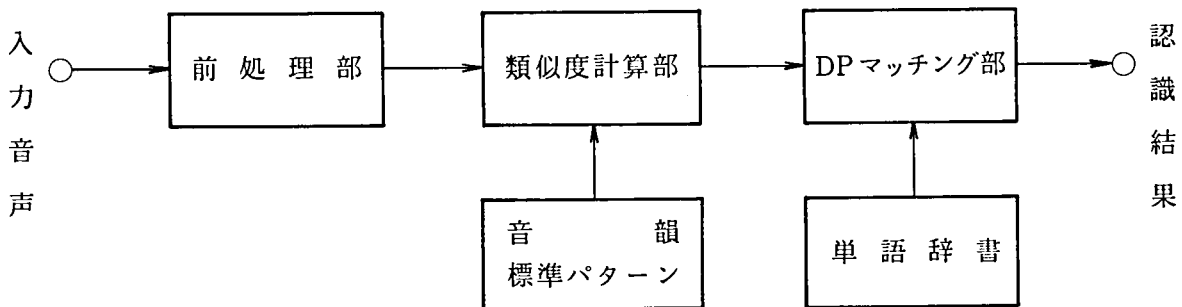 入力音声
前処理部
類似度計算部
DPマッチング部
認識結果
音韻
標準パターン
単語辞書